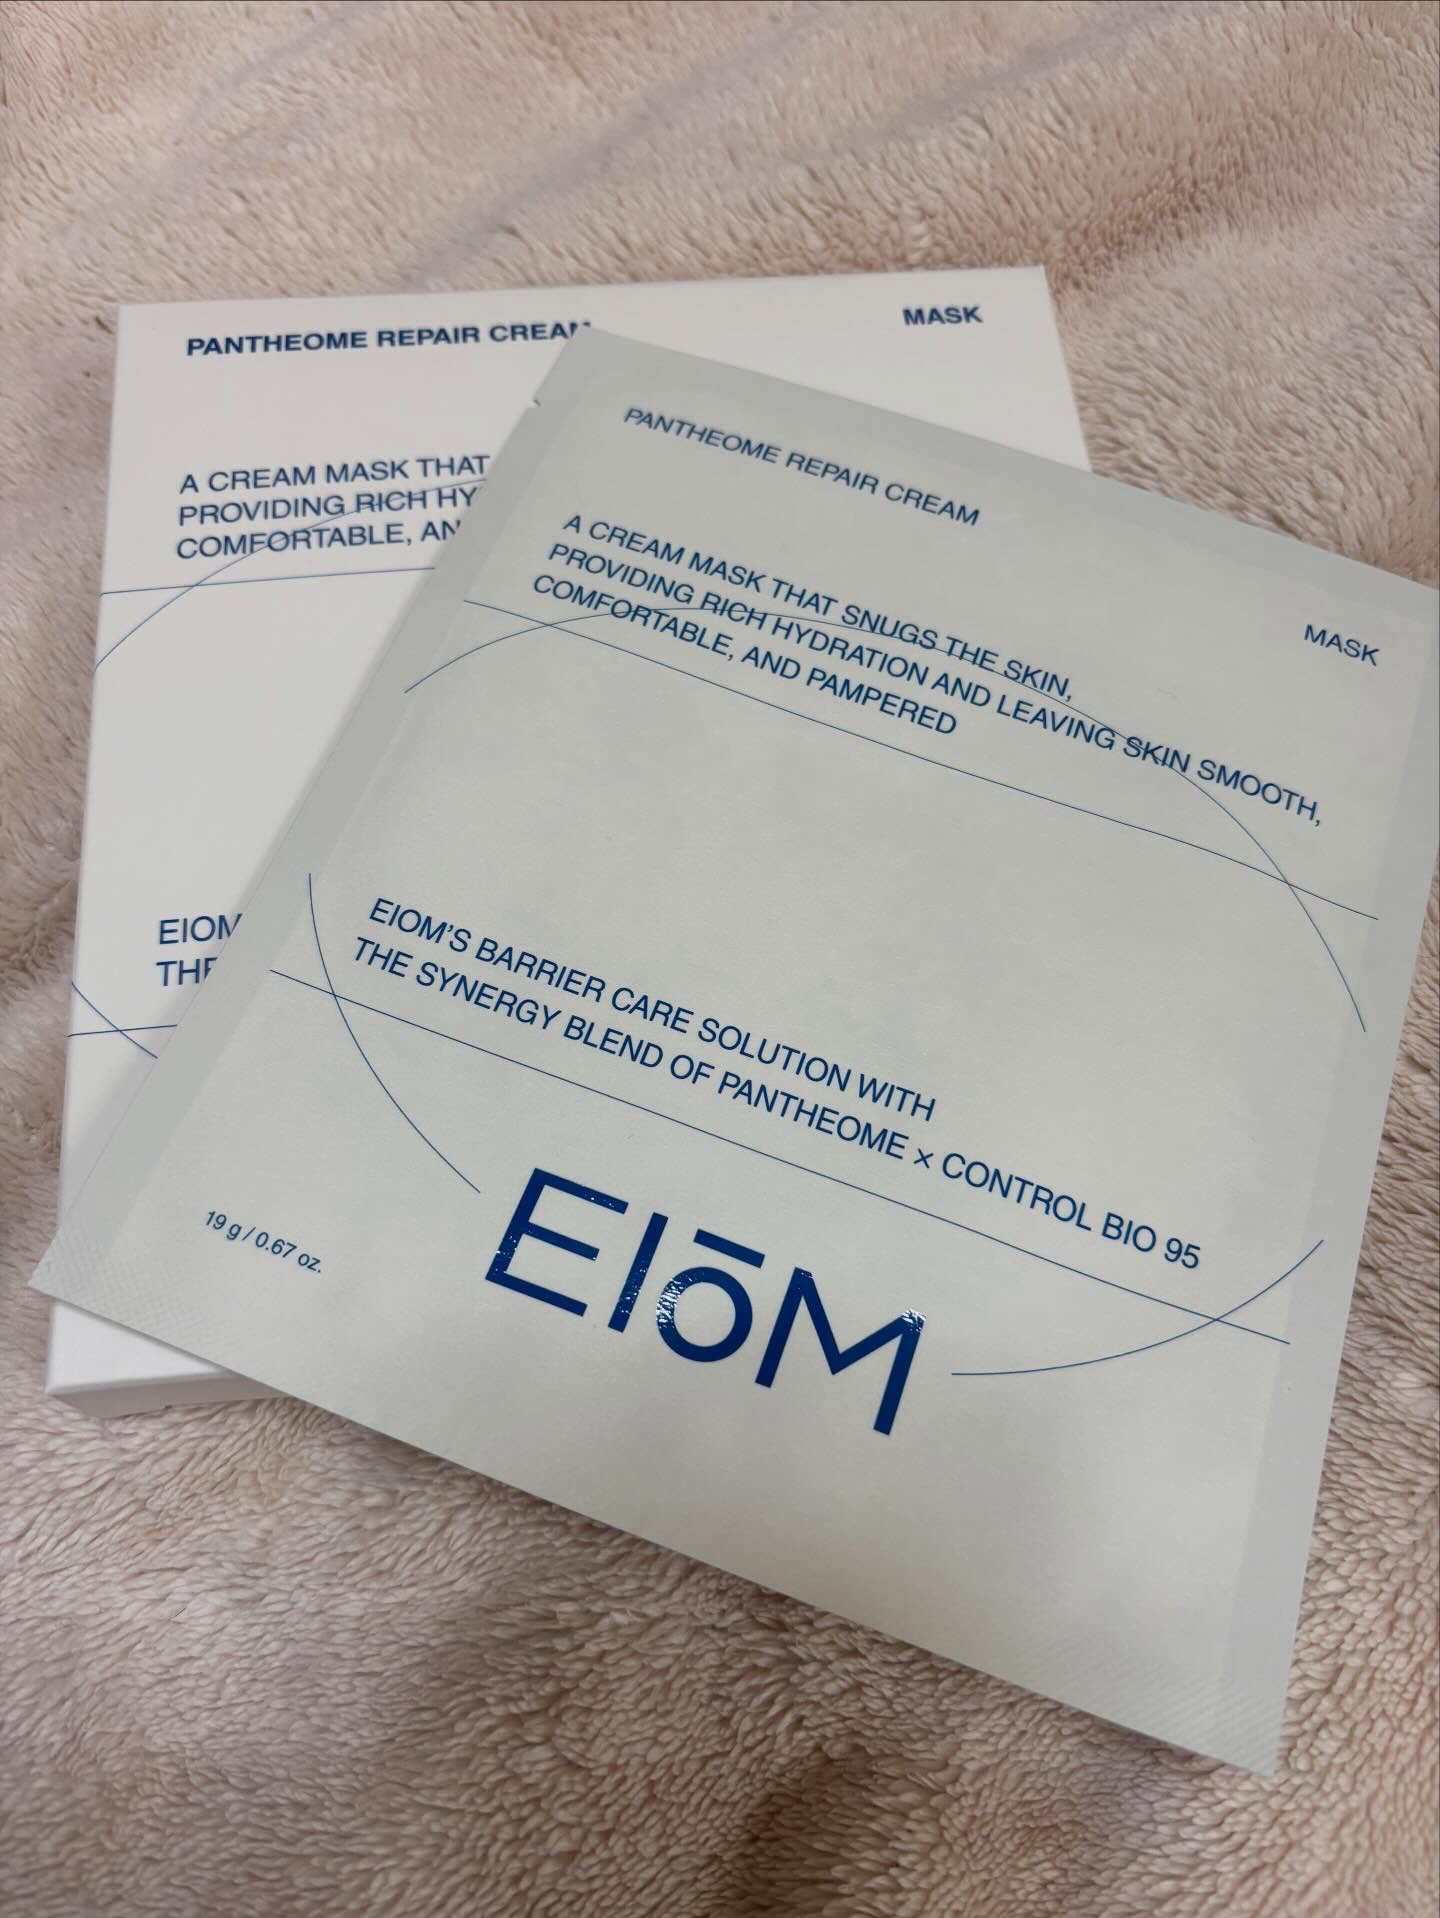 PANTHEOME REPAIR CREAM
MASK
A CREAM MASK THAT
PROVIDING RICH HY
COMFORTABLE, AN
EIOM
THE
PANTHEOME REPAIR CREAM
MASK
A CREAM MASK THAT SNUGS THE SKIN,
PROVIDING RICH HYDRATION AND LEAVING SKIN SMOOTH,
COMFORTABLE, AND PAMPERED
EIOM'S BARRIER CARE SOLUTION WITH
THE SYNERGY BLEND OF PANTHEOME × CONTROL BIO 95
19 g / 0.67 oz.
EIŌM